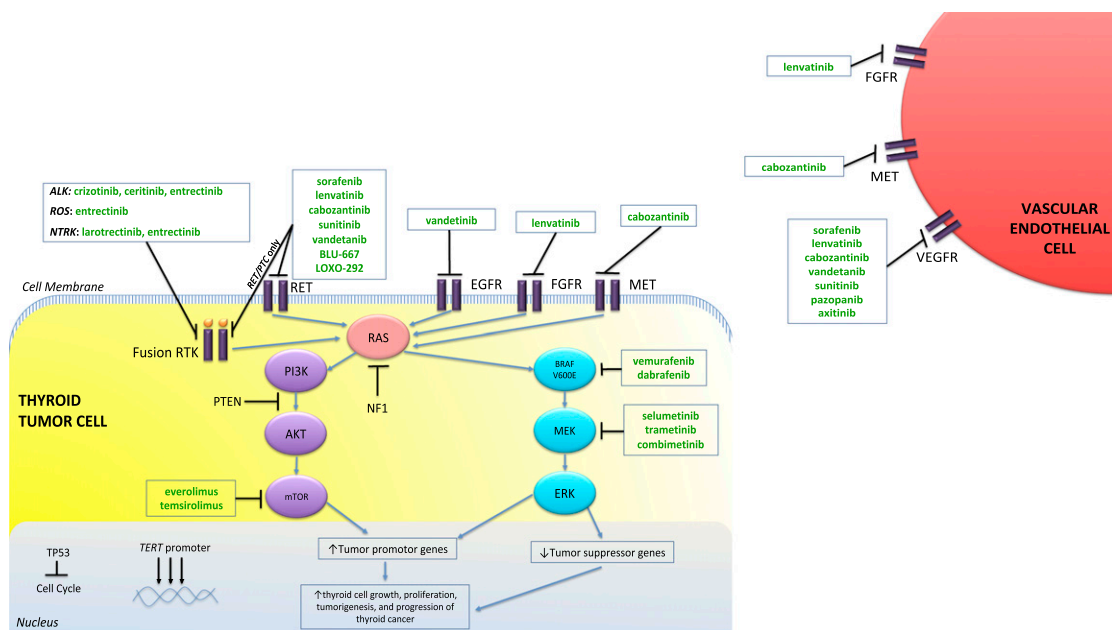 lenvatinib
FGFR
cabozantinib
MET
VASCULAR
ENDOTHELIAL
CELL
sorafenib
lenvatinib
cabozantinib
vandetanib
sunitinib
pazopanib
axitinib
VEGFR
ALK: crizotinib, ceritinib, entrectinib
ROS: entrectinib
NTRK: larotrectinib, entrectinib
sorafenib
lenvatinib
cabozantinib
sunitinib
vandetanib
BLU-667
LOXO-292
RET/PTC only
vandetinib
lenvatinib
cabozantinib
Cell Membrane
RET
EGFR
FGFR
MET
Fusion RTK
RAS
THYROID
TUMOR CELL
PI3K
PTEN
NF1
AKT
mTOR
everolimus
temsirolimus
BRAF
V600E
vemurafenib
dabrafenib
MEK
selumetinib
trametinib
combimetinib
ERK
TP53
Cell Cycle
TERT promoter
↑Tumor promotor genes
↓Tumor suppressor genes
↑thyroid cell growth, proliferation,
tumorigenesis, and progression of
thyroid cancer
Nucleus